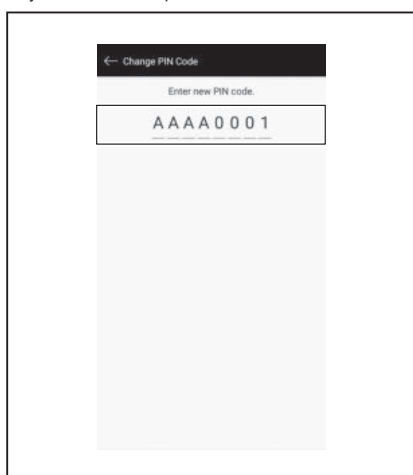 ← Change PIN Code
Enter new PIN code.
AAAA0001